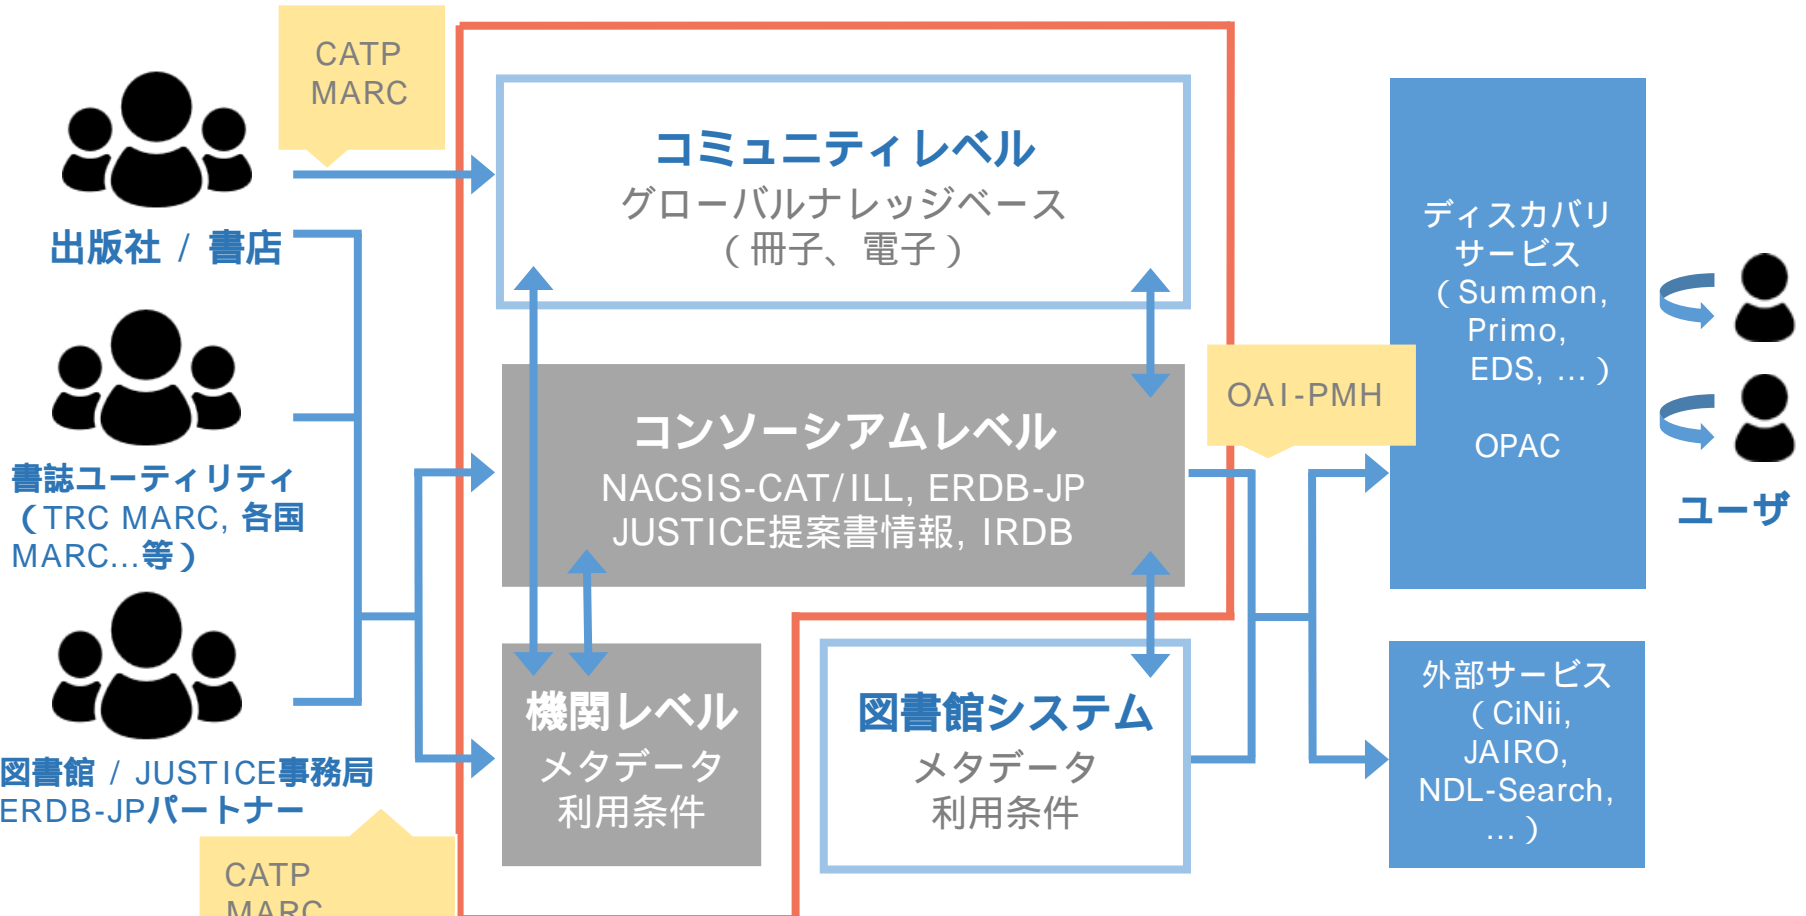 CATP
MARC
出版社 / 書店
書誌ユーティリティ
（TRC MARC, 各国
MARC...等）
図書館 / JUSTICE事務局
ERDB-JPパートナー
CATP
MARC
コミュニティレベル
グローバルナレッジベース
（冊子、電子）
コンソーシアムレベル
NACSIS-CAT/ILL, ERDB-JP
JUSTICE提案書情報, IRDB
機関レベル
メタデータ
利用条件
図書館システム
メタデータ
利用条件
OAI-PMH
ディスカバリ
サービス
（Summon,
Primo,
EDS, ...）
OPAC
外部サービス
（CiNii,
JAIRO,
NDL-Search,
...）
ユーザ